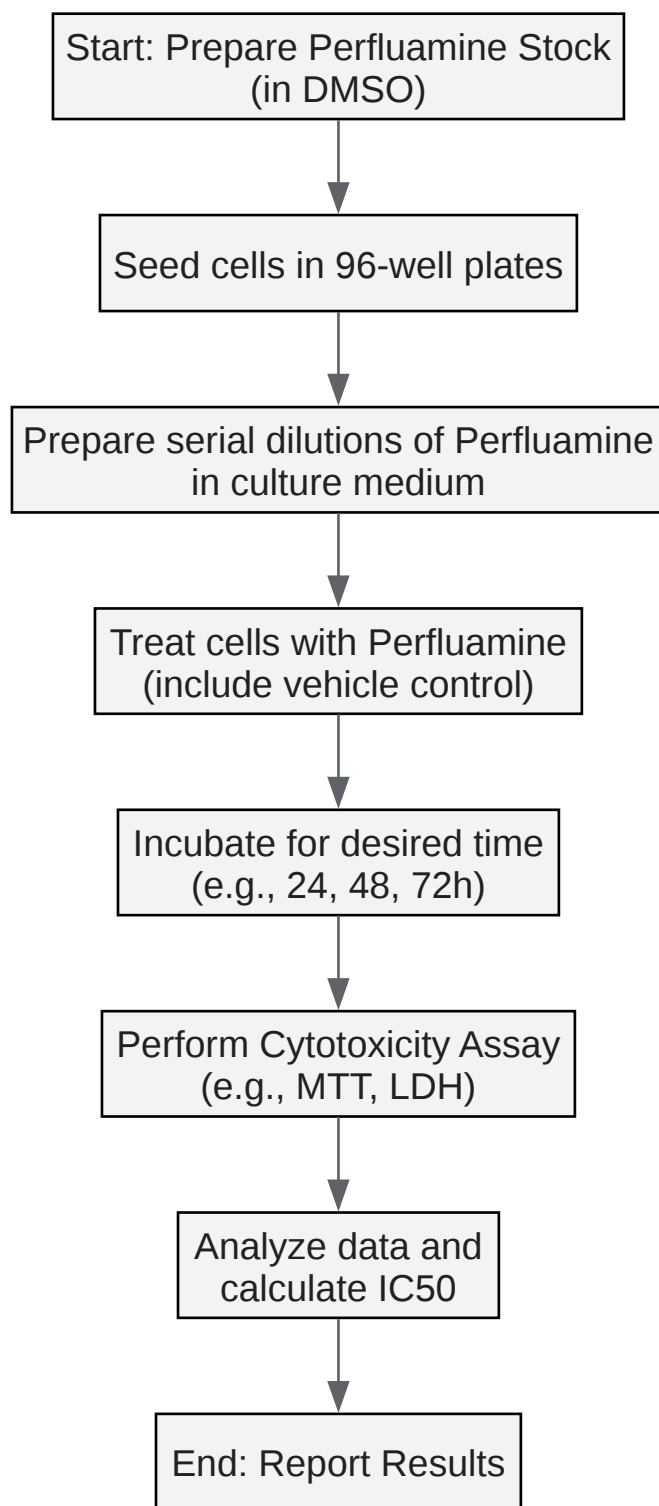 Start: Prepare Perfluamine Stock
(in DMSO)
Seed cells in 96-well plates
Prepare serial dilutions of Perfluamine
in culture medium
Treat cells with Perfluamine
(include vehicle control)
Incubate for desired time
(e.g., 24, 48, 72h)
Perform Cytotoxicity Assay
(e.g., MTT, LDH)
Analyze data and
calculate IC50
End: Report Results